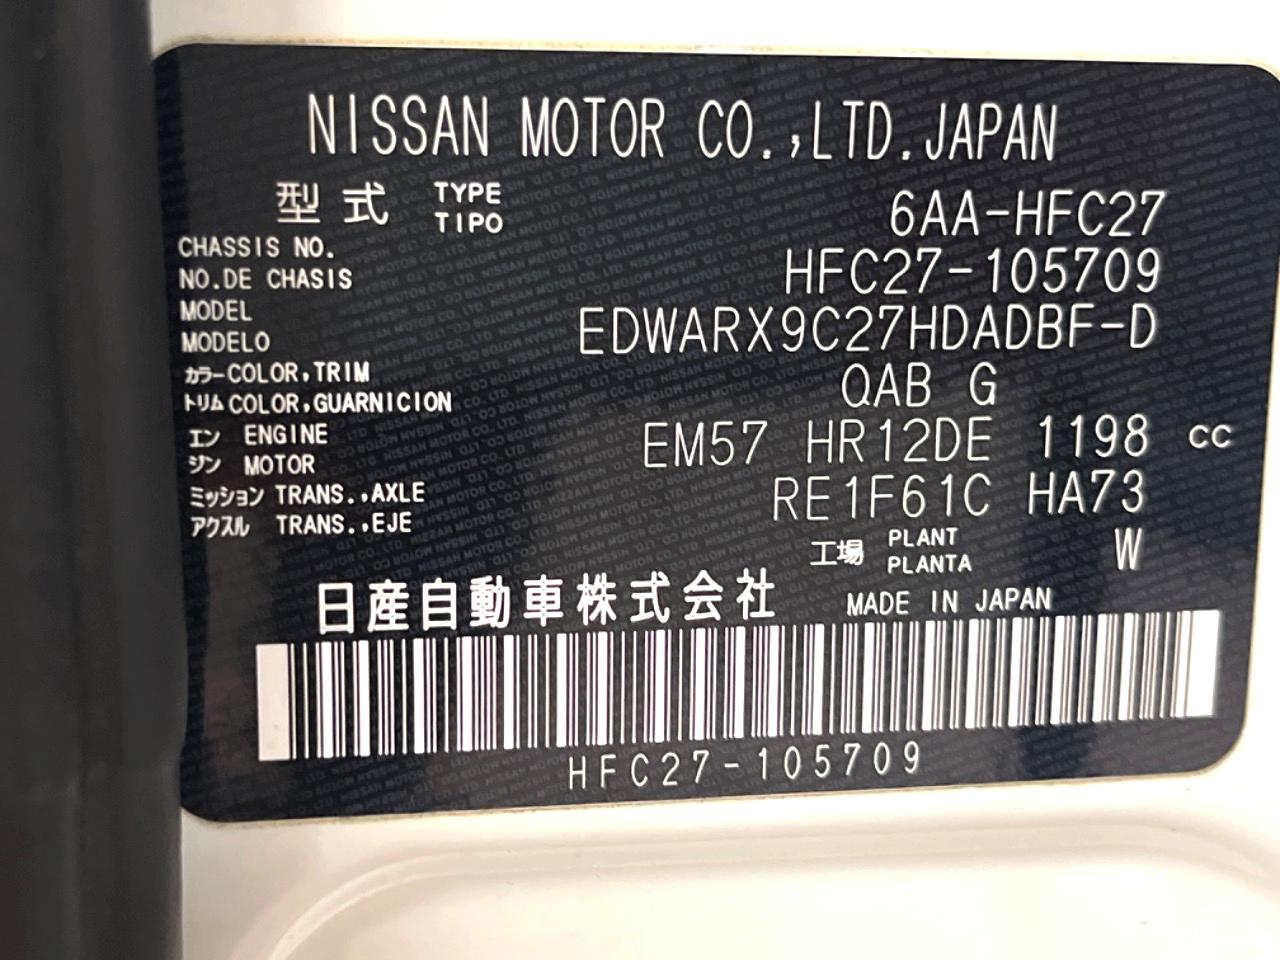 NISSAN MOTOR CO.,LTD.JAPAN
型式 TYPE TIPO 6AA-HFC27
CHASSIS NO.
NO.DE CHASIS HFC27-105709
MODEL
MODELO EDWARX9C27HDADBF-D
カラー COLOR,TRIM
トリム COLOR,GUARNICION QAB G
エン ENGINE
ジン MOTOR EM57 HR12DE 1198 cc
ミッション TRANS.,AXLE
アクスル TRANS.,EJE RE1F61C HA73
工場 PLANT PLANTA W
日産自動車株式会社 MADE IN JAPAN
HFC27-105709